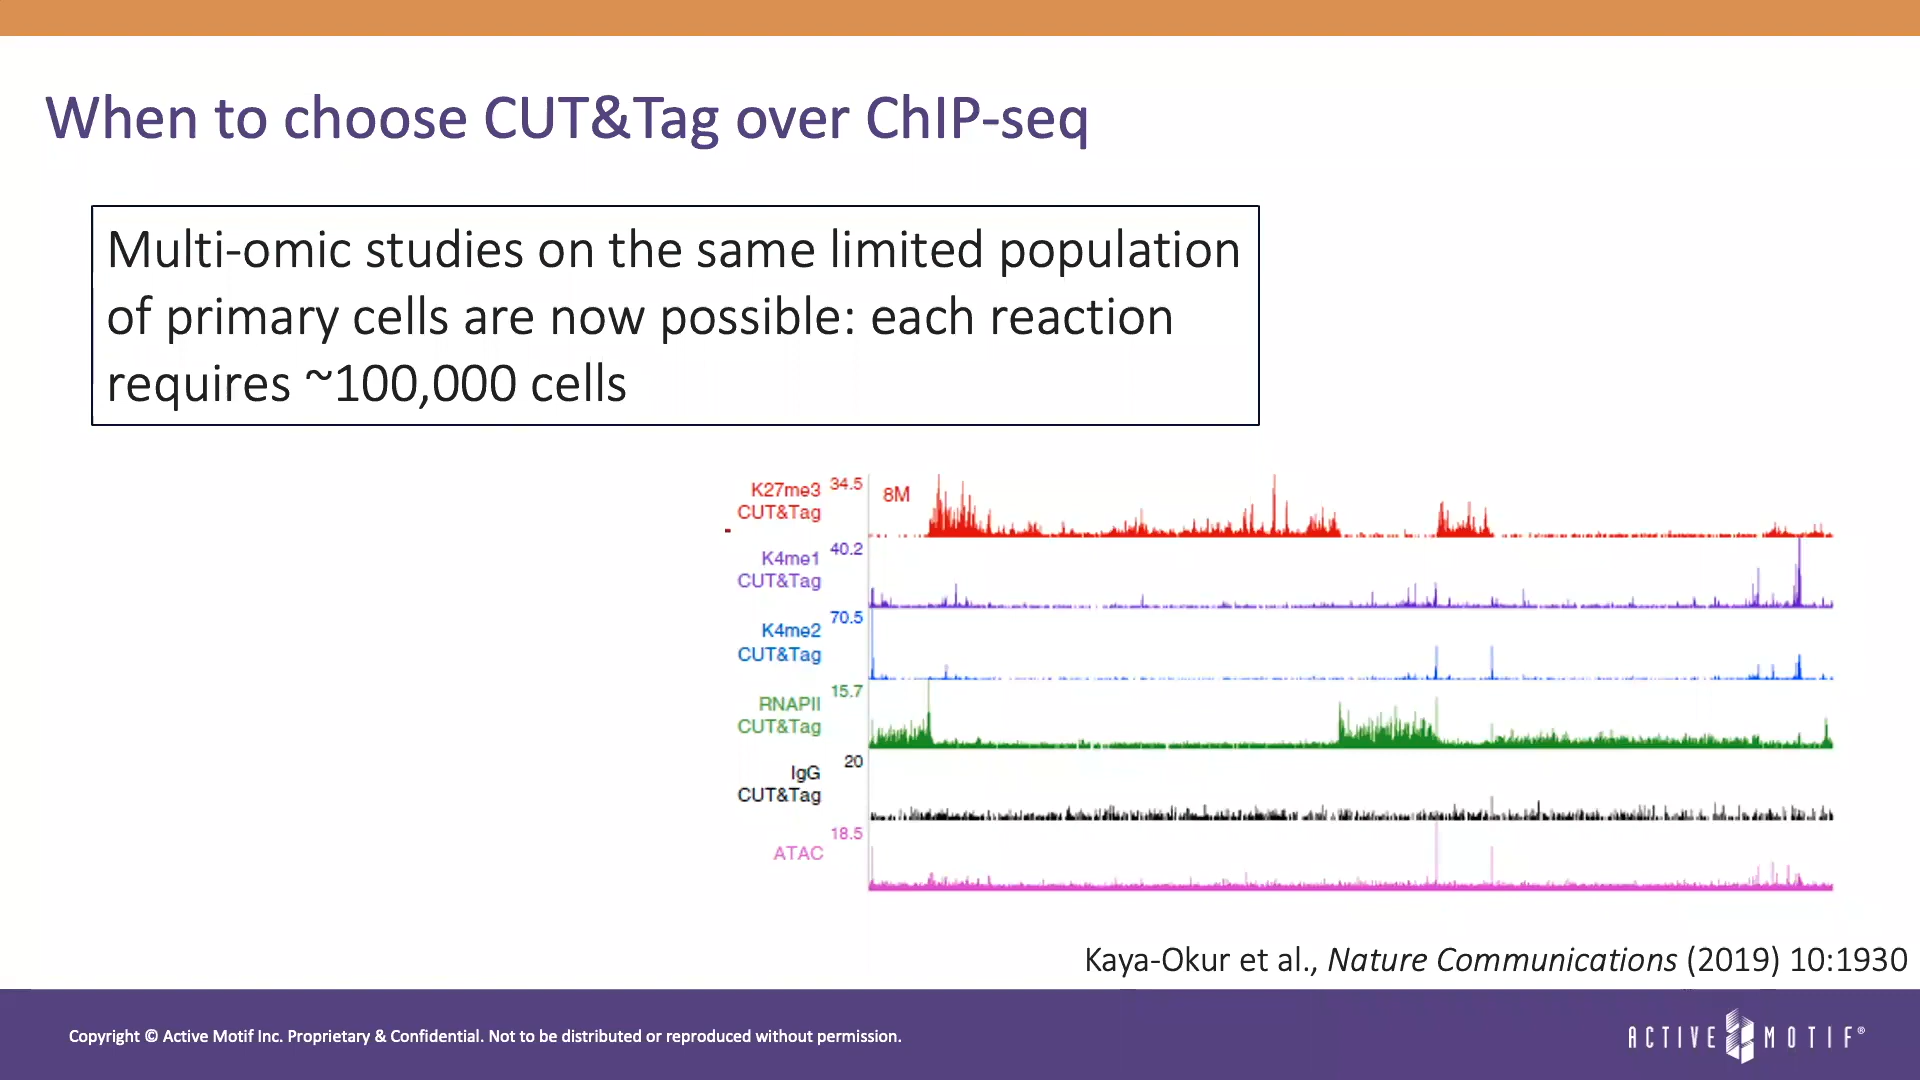 When to choose CUT&Tag over ChIP-seq
Multi-omic studies on the same limited population
of primary cells are now possible: each reaction
requires ~100,000 cells
K27me3
CUT&Tag
34.5
8M
K4me1
CUT&Tag
40.2
K4me2
CUT&Tag
70.5
RNAPII
CUT&Tag
15.7
IgG
CUT&Tag
20
ATAC
18.5
Kaya-Okur et al., Nature Communications (2019) 10:1930
Copyright © Active Motif Inc. Proprietary & Confidential. Not to be distributed or reproduced without permission.
ACTIVE MOTIF®